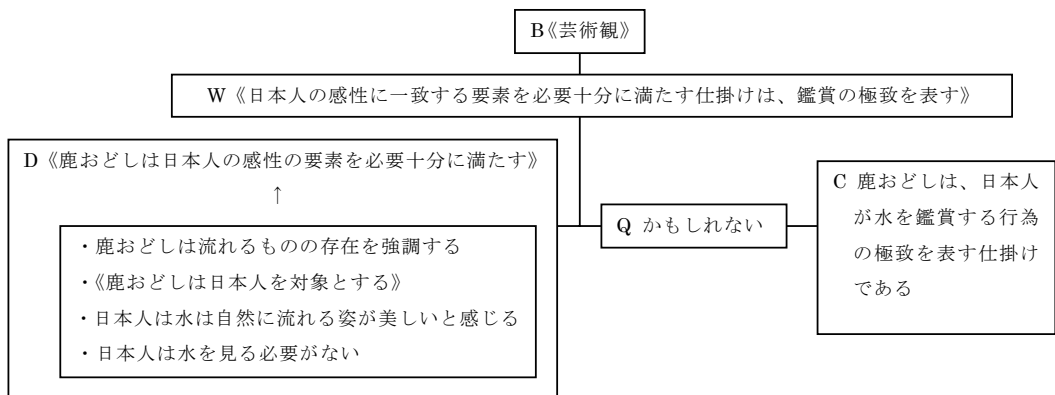 B《芸術観》
W《日本人の感性に一致する要素を必要十分に満たす仕掛けは、鑑賞の極致を表す》
D《鹿おどしは日本人の感性の要素を必要十分に満たす》
↑
・鹿おどしは流れるものの存在を強調する
・《鹿おどしは日本人を対象とする》
・日本人は水は自然に流れる姿が美しいと感じる
・日本人は水を見る必要がない
Q かもしれない
C 鹿おどしは、日本人
が水を鑑賞する行為
の極致を表す仕掛け
である